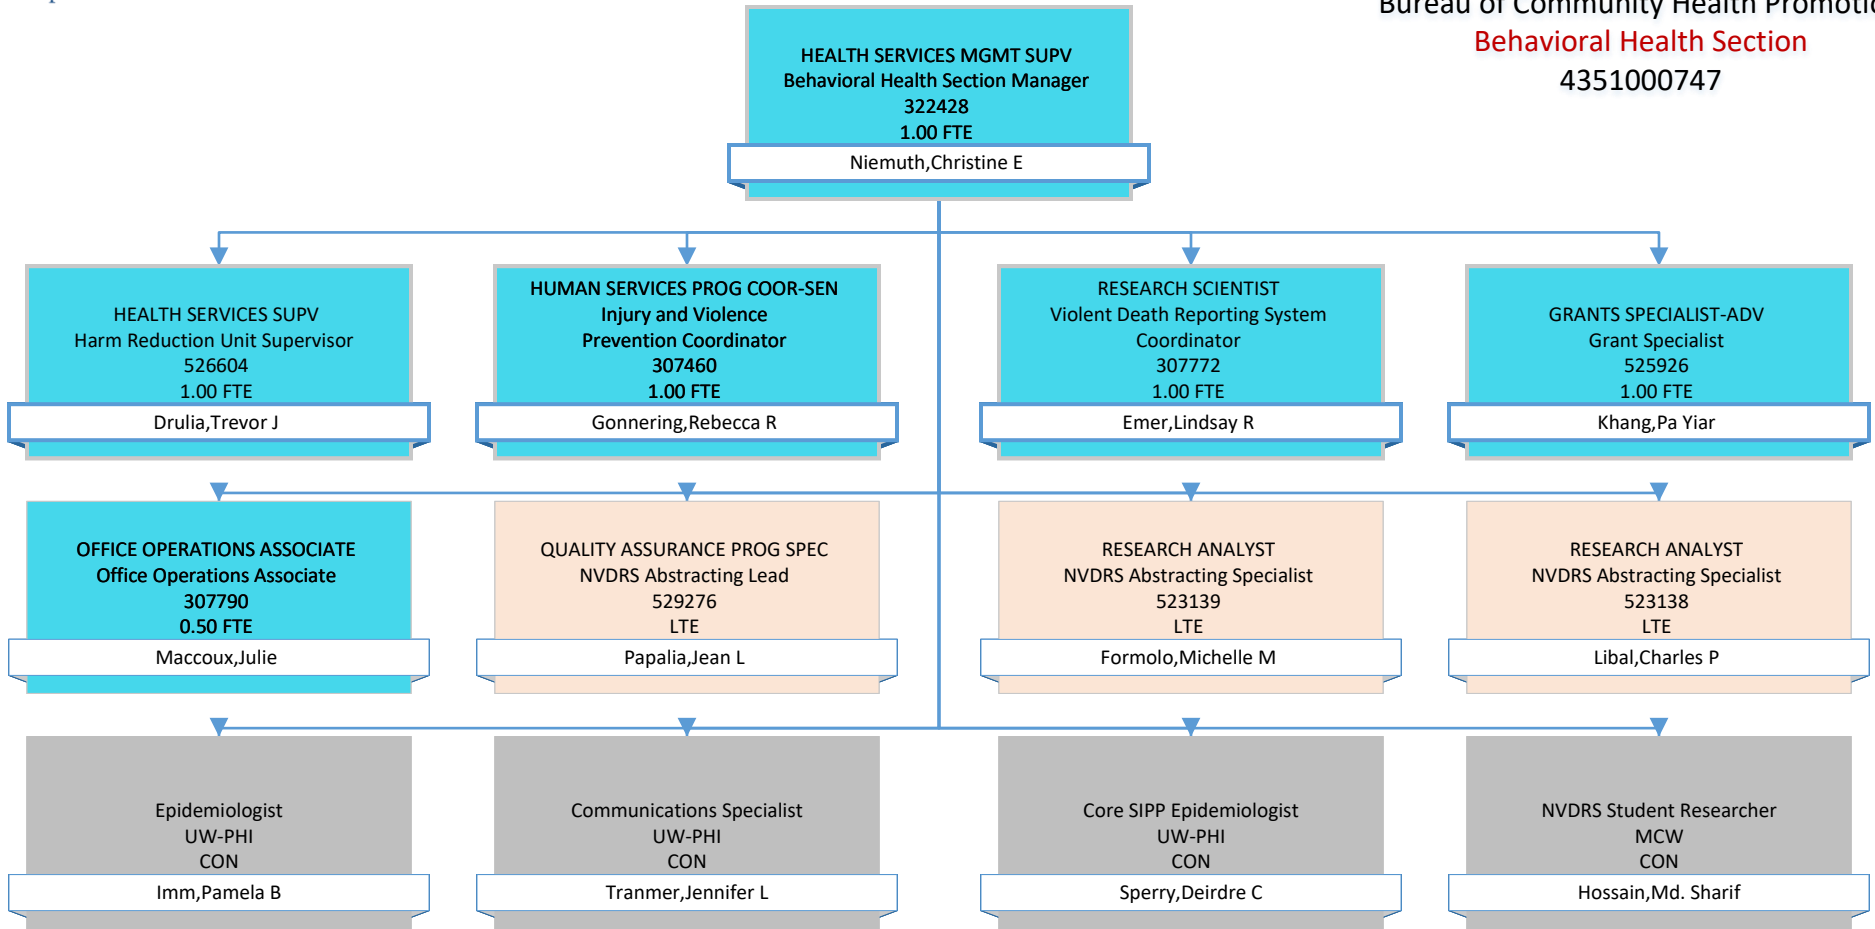 Bureau of Community Health Promotio
Behavioral Health Section
4351000747
HEALTH SERVICES MGMT SUPV
Behavioral Health Section Manager
322428
1.00 FTE
Niemuth,Christine E
HEALTH SERVICES SUPV
Harm Reduction Unit Supervisor
526604
1.00 FTE
Drulia,Trevor J
HUMAN SERVICES PROG COOR-SEN
Injury and Violence
Prevention Coordinator
307460
1.00 FTE
Gonnering,Rebecca R
RESEARCH SCIENTIST
Violent Death Reporting System
Coordinator
307772
1.00 FTE
Emer,Lindsay R
GRANTS SPECIALIST-ADV
Grant Specialist
525926
1.00 FTE
Khang,Pa Yiar
OFFICE OPERATIONS ASSOCIATE
Office Operations Associate
307790
0.50 FTE
Maccoux,Julie
QUALITY ASSURANCE PROG SPEC
NVDRS Abstracting Lead
529276
LTE
Papalia,Jean L
RESEARCH ANALYST
NVDRS Abstracting Specialist
523139
LTE
Formolo,Michelle M
RESEARCH ANALYST
NVDRS Abstracting Specialist
523138
LTE
Libal,Charles P
Epidemiologist
UW-PHI
CON
Imm,Pamela B
Communications Specialist
UW-PHI
CON
Tranmer,Jennifer L
Core SIPP Epidemiologist
UW-PHI
CON
Sperry,Deirdre C
NVDRS Student Researcher
MCW
CON
Hossain,Md. Sharif